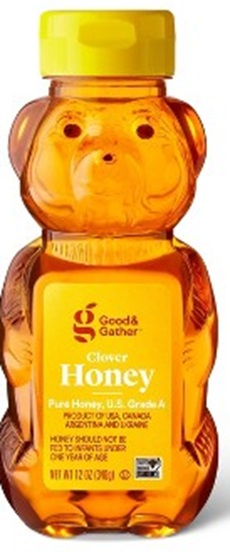 Good&
Gather™
Clover
Honey
Pure Honey, U.S. Grade A
PRODUCT OF USA, CANADA,
ARGENTINA AND UKRAINE
HONEY SHOULD NOT BE
FED TO INFANTS UNDER
ONE YEAR OF AGE
NET WT 12 OZ (340g)